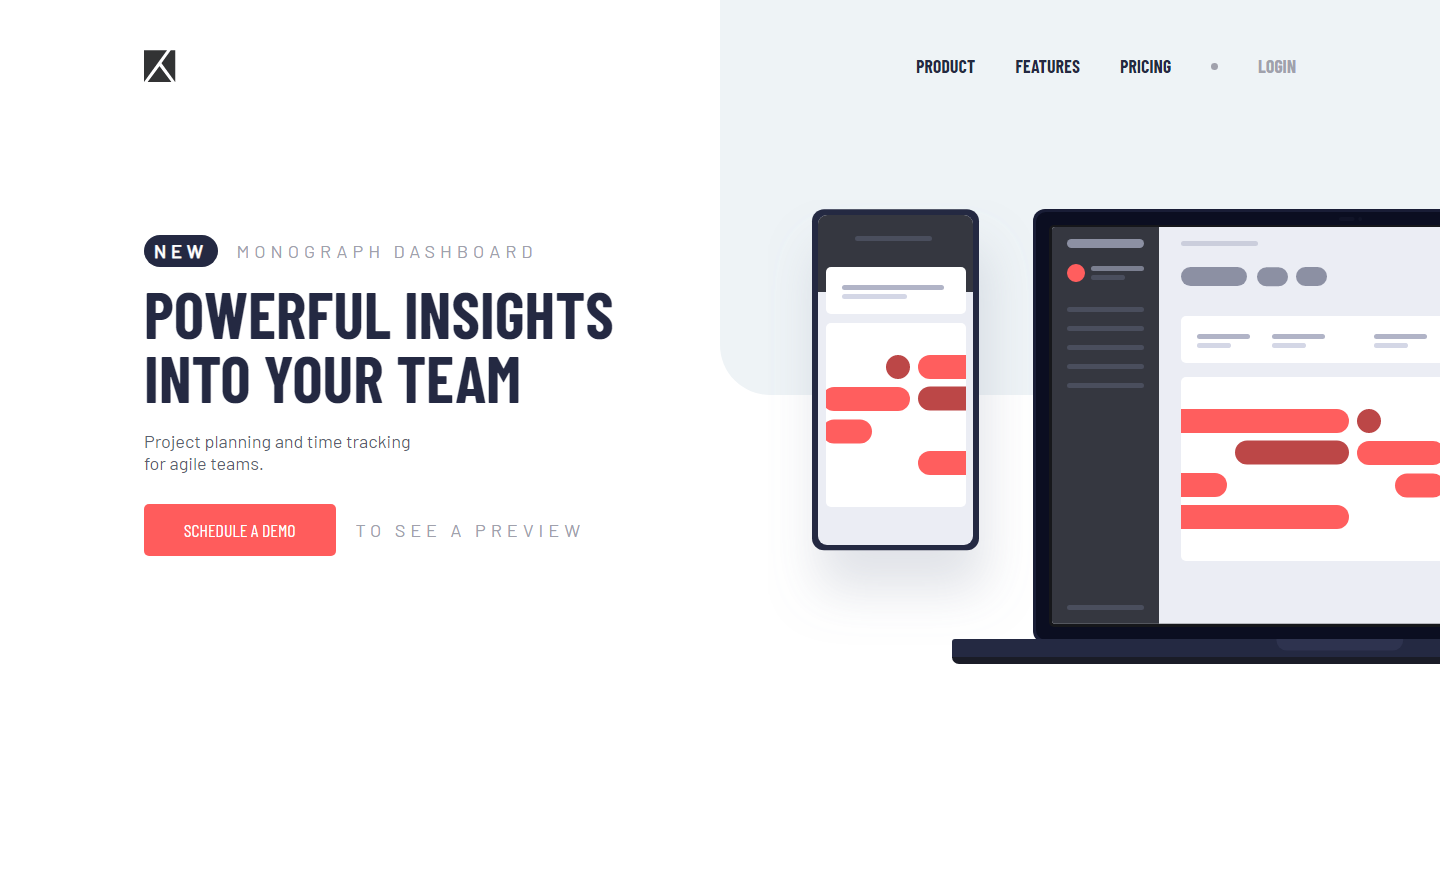 PRODUCT FEATURES PRICING LOGIN
NEW MONOGRAPH DASHBOARD
POWERFUL INSIGHTS
INTO YOUR TEAM
Project planning and time tracking
for agile teams.
SCHEDULE A DEMO TO SEE A PREVIEW